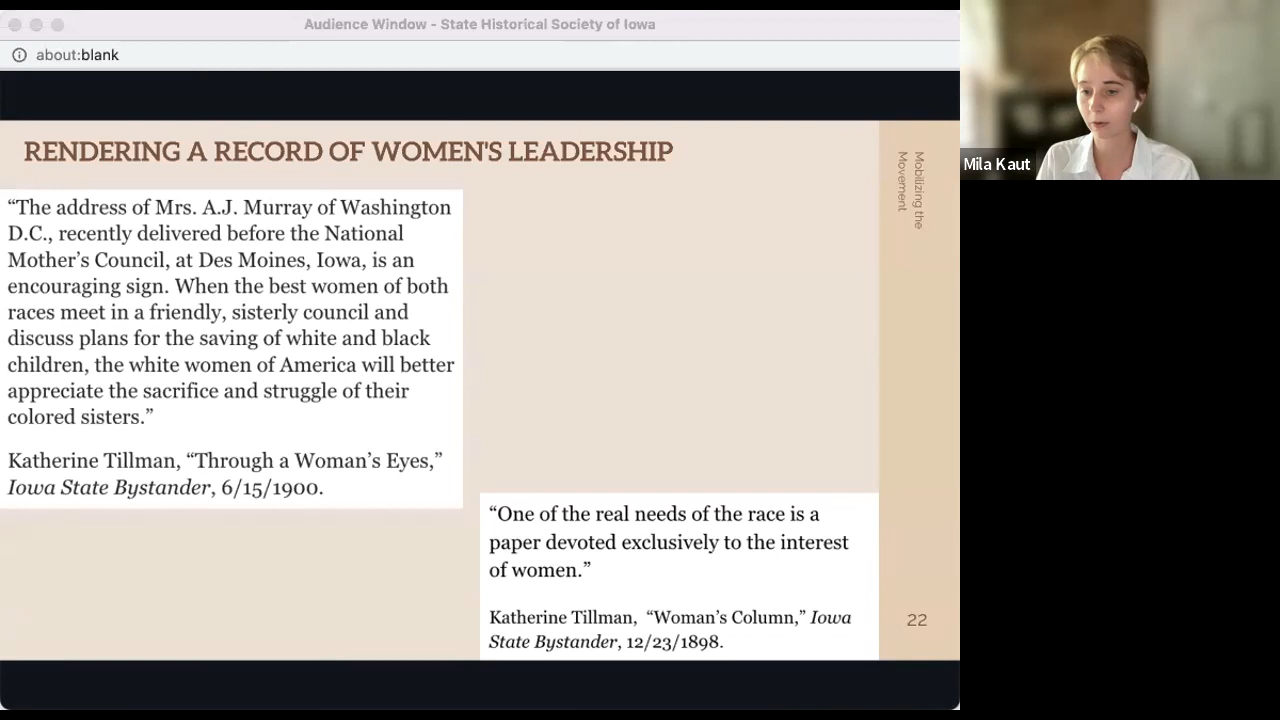 Audience Window - State Historical Society of Iowa
about:blank
RENDERING A RECORD OF WOMEN'S LEADERSHIP
“The address of Mrs. A.J. Murray of Washington
D.C., recently delivered before the National
Mother’s Council, at Des Moines, Iowa, is an
encouraging sign. When the best women of both
races meet in a friendly, sisterly council and
discuss plans for the saving of white and black
children, the white women of America will better
appreciate the sacrifice and struggle of their
colored sisters.”
Katherine Tillman, “Through a Woman’s Eyes,”
Iowa State Bystander, 6/15/1900.
“One of the real needs of the race is a
paper devoted exclusively to the interest
of women.”
Katherine Tillman, “Woman’s Column,” Iowa
State Bystander, 12/23/1898.
Mobilizing the
Movement
22
Mila Kaut